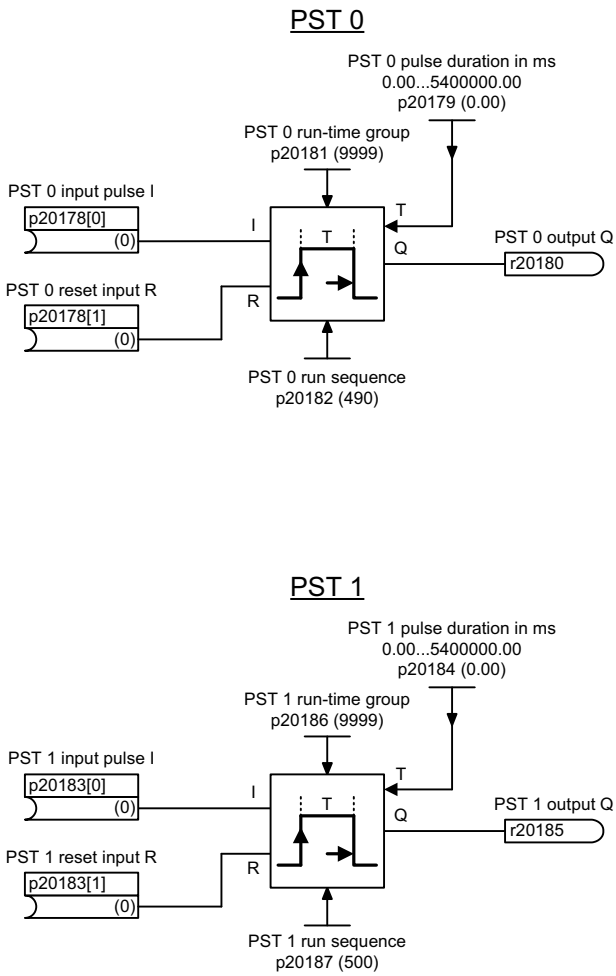 PST 0
PST 0 pulse duration in ms
0.00...5400000.00
p20179 (0.00)
PST 0 run-time group
p20181 (9999)
PST 0 input pulse I
p20178[0]
(0)
I
T
T
Q
PST 0 output Q
r20180
PST 0 reset input R
p20178[1]
(0)
R
PST 0 run sequence
p20182 (490)
PST 1
PST 1 pulse duration in ms
0.00...5400000.00
p20184 (0.00)
PST 1 run-time group
p20186 (9999)
PST 1 input pulse I
p20183[0]
(0)
I
T
T
Q
PST 1 output Q
r20185
PST 1 reset input R
p20183[1]
(0)
R
PST 1 run sequence
p20187 (500)